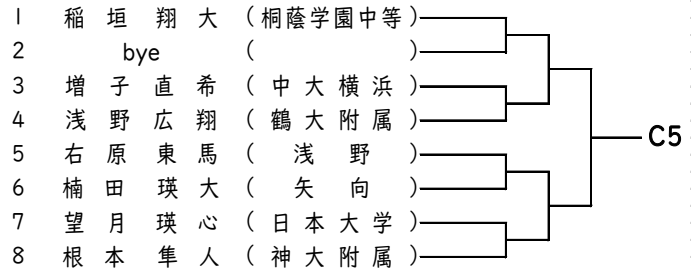 1 稲垣翔大 (桐蔭学園中等)
2 bye ( )
3 増子直希 (中大横浜)
4 浅野広翔 (鶴大附属)
C5
5 右原東馬 (浅野)
6 楠田瑛大 (矢向)
7 望月瑛心 (日本大学)
8 根本隼人 (神大附属)